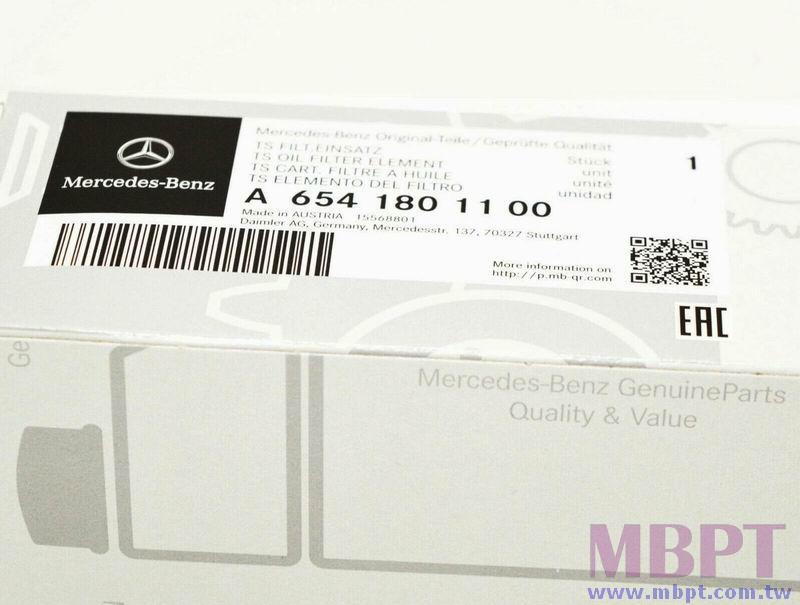 Mercedes-Benz
Mercedes-Benz Original-Teile/Geprüfte Qualität
TS FILT.EINSATZ Stück 1
TS OIL FILTER ELEMENT unit
TS CART. FILTRE A HUILE unité
TS ELEMENTO DEL FILTRO unidad
A 654 180 11 00
Made in AUSTRIA 15568801
Daimler AG, Germany, Mercedesstr. 137, 70327 Stuttgart
More information on
http://p.mb-qr.com
EAC
Ge
Mercedes-Benz GenuineParts
Quality & Value
MBPT
www.mbpt.com.tw